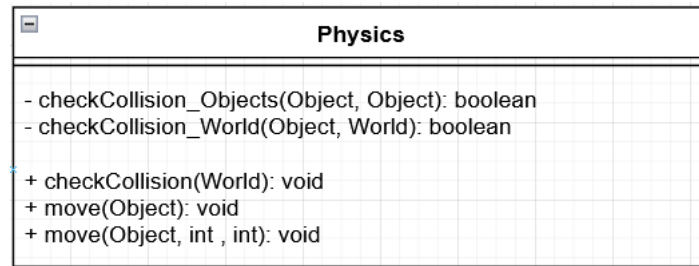 Physics
- checkCollision_Objects(Object, Object): boolean
- checkCollision_World(Object, World): boolean
+ checkCollision(World): void
+ move(Object): void
+ move(Object, int , int): void